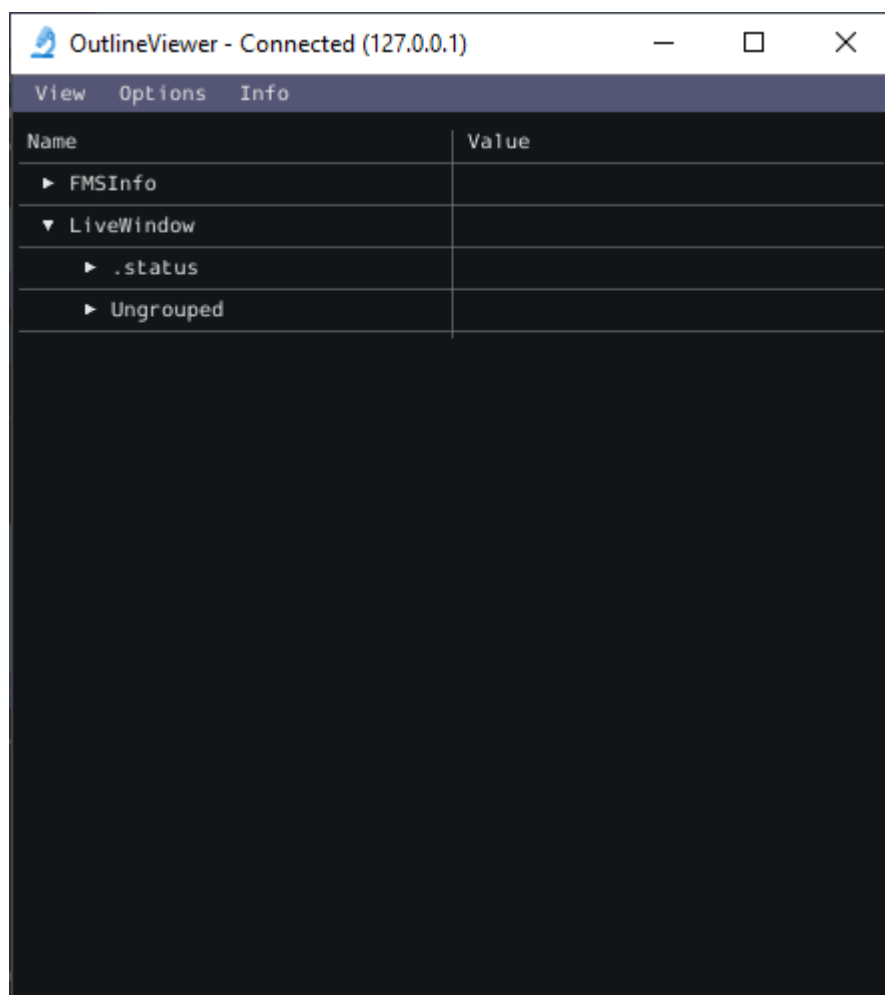 OutlineViewer - Connected (127.0.0.1)
View Options Info
Name Value
FMSInfo
LiveWindow
.status
Ungrouped